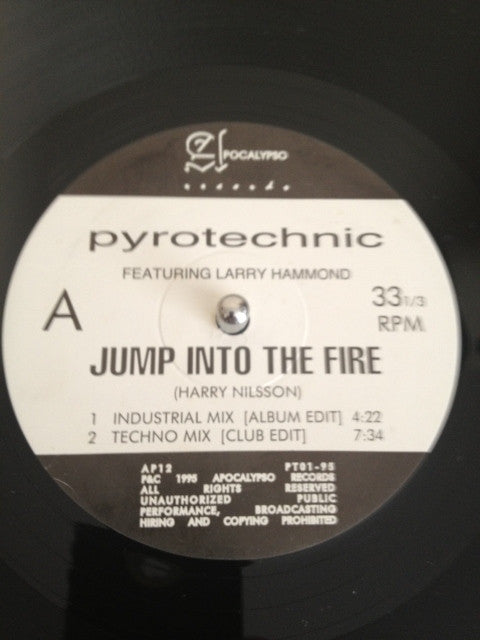 APOCALYPSO
records
pyrotechnic
FEATURING LARRY HAMMOND
A
33 1/3
RPM
JUMP INTO THE FIRE
(HARRY NILSSON)
1 INDUSTRIAL MIX [ALBUM EDIT] 4:22
2 TECHNO MIX [CLUB EDIT] 7:34
AP12 PT01-95
P&C 1995 APOCALYPSO RECORDS
ALL RIGHTS RESERVED
UNAUTHORIZED PUBLIC
PERFORMANCE, BROADCASTING
HIRING AND COPYING PROHIBITED